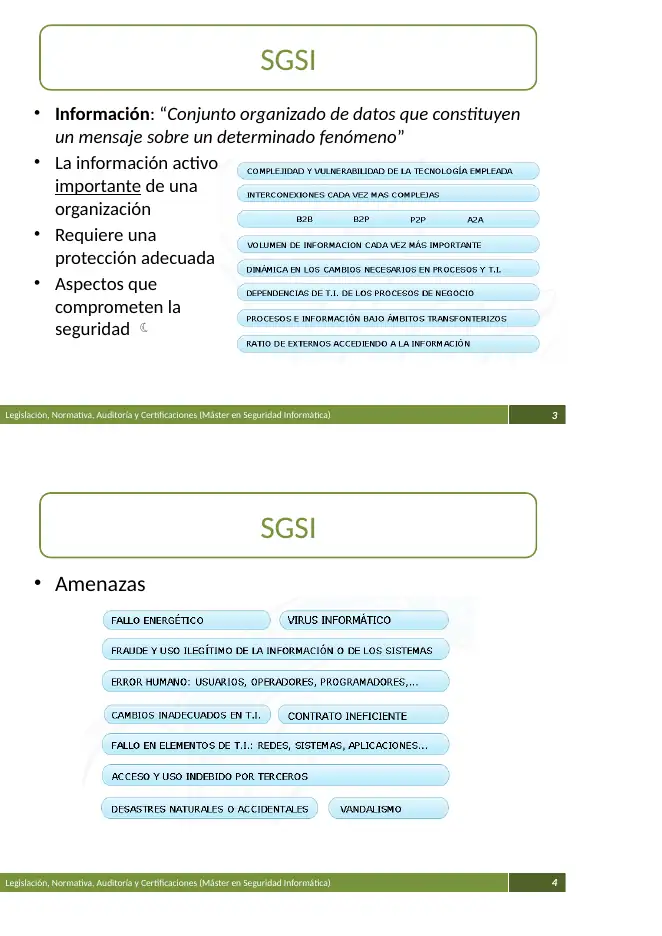 SGSI
• Información: “Conjunto organizado de datos que constituyen
un mensaje sobre un determinado fenómeno”
• La información activo
importante de una
organización
• Requiere una
protección adecuada
• Aspectos que
comprometen la
seguridad ☾
COMPLEJIDAD Y VULNERABILIDAD DE LA TECNOLOGÍA EMPLEADA
INTERCONEXIONES CADA VEZ MAS COMPLEJAS
B2B B2P P2P A2A
VOLUMEN DE INFORMACION CADA VEZ MÁS IMPORTANTE
DINÁMICA EN LOS CAMBIOS NECESARIOS EN PROCESOS Y T.I.
DEPENDENCIAS DE T.I. DE LOS PROCESOS DE NEGOCIO
PROCESOS E INFORMACIÓN BAJO ÁMBITOS TRANSFONTERIZOS
RATIO DE EXTERNOS ACCEDIENDO A LA INFORMACIÓN
Legislación, Normativa, Auditoría y Certificaciones (Máster en Seguridad Informática) 3
SGSI
• Amenazas
FALLO ENERGÉTICO VIRUS INFORMÁTICO
FRAUDE Y USO ILEGÍTIMO DE LA INFORMACIÓN O DE LOS SISTEMAS
ERROR HUMANO: USUARIOS, OPERADORES, PROGRAMADORES,...
CAMBIOS INADECUADOS EN T.I. CONTRATO INEFICIENTE
FALLO EN ELEMENTOS DE T.I.: REDES, SISTEMAS, APLICACIONES...
ACCESO Y USO INDEBIDO POR TERCEROS
DESASTRES NATURALES O ACCIDENTALES VANDALISMO
Legislación, Normativa, Auditoría y Certificaciones (Máster en Seguridad Informática) 4